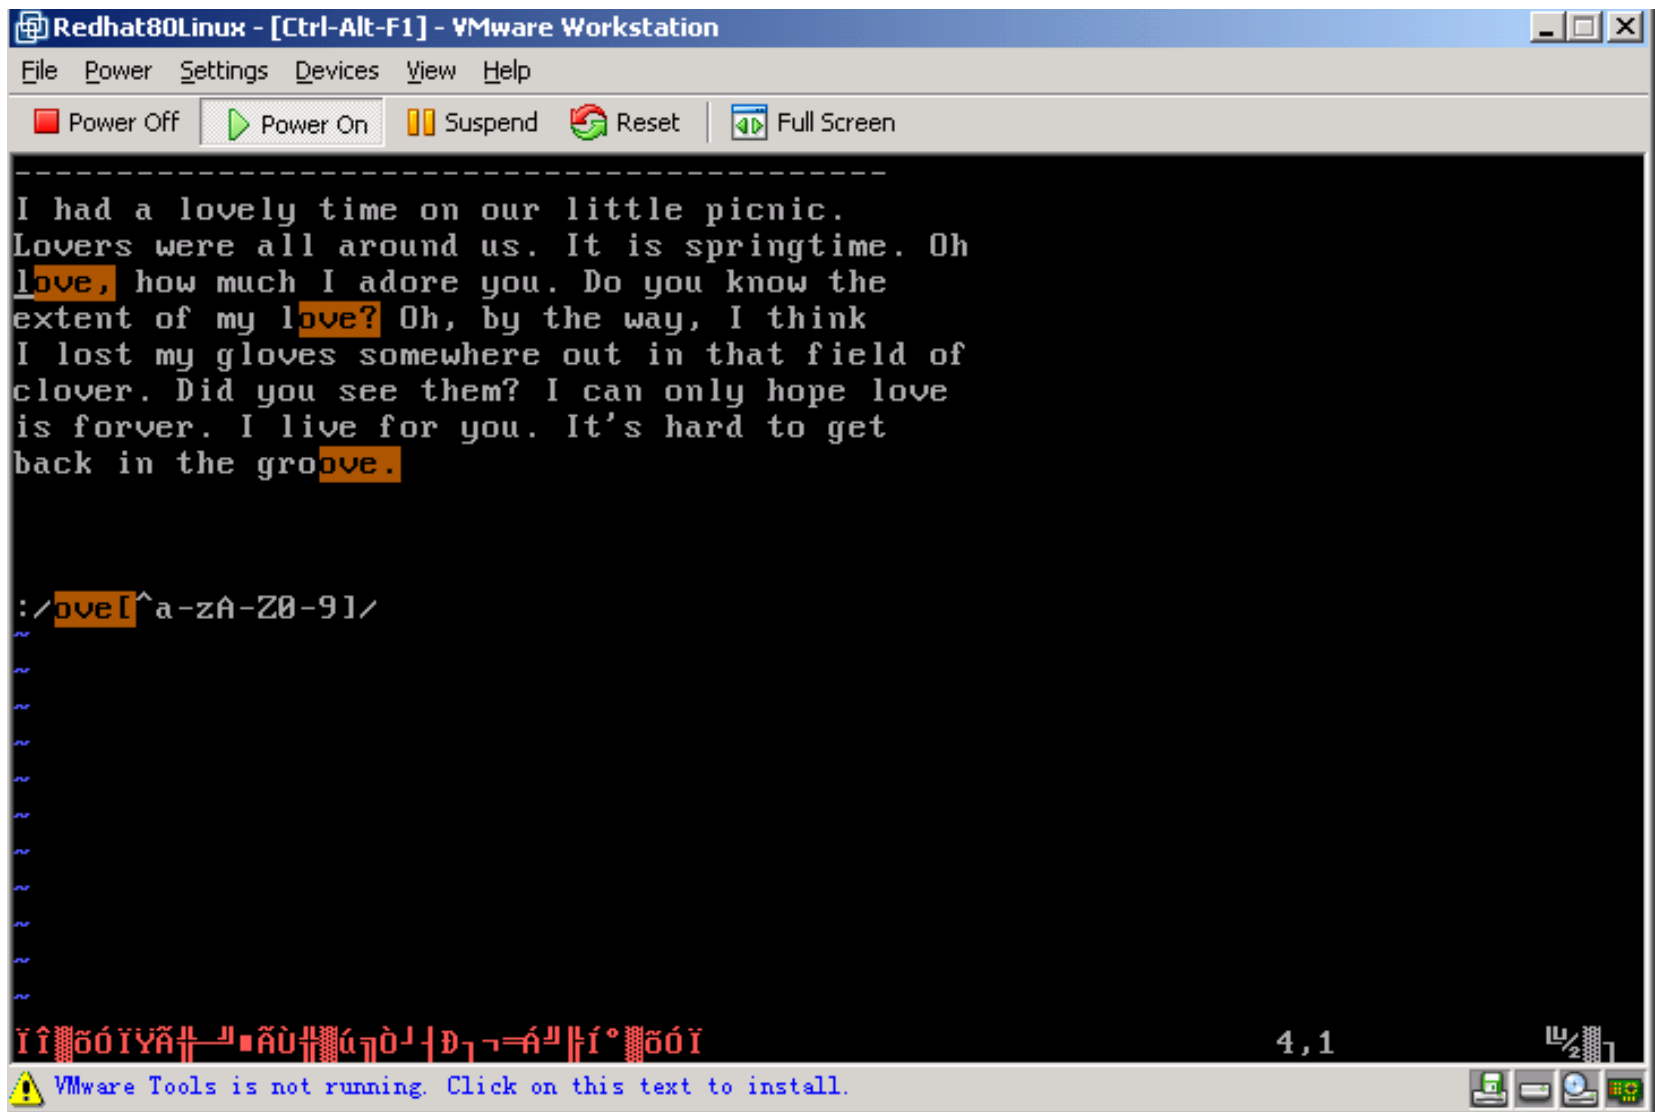 Redhat80Linux - [Ctrl-Alt-F1] - VMware Workstation
File Power Settings Devices View Help
Power Off Power On Suspend Reset Full Screen
-------------------------------------------
I had a lovely time on our little picnic.
Lovers were all around us. It is springtime. Oh
love, how much I adore you. Do you know the
extent of my love? Oh, by the way, I think
I lost my gloves somewhere out in that field of
clover. Did you see them? I can only hope love
is forver. I live for you. It's hard to get
back in the groove.
:/ove[^a-zA-Z0-9]/
~
~
~
~
~
~
~
~
~
~
~
4,1
VMware Tools is not running. Click on this text to install.